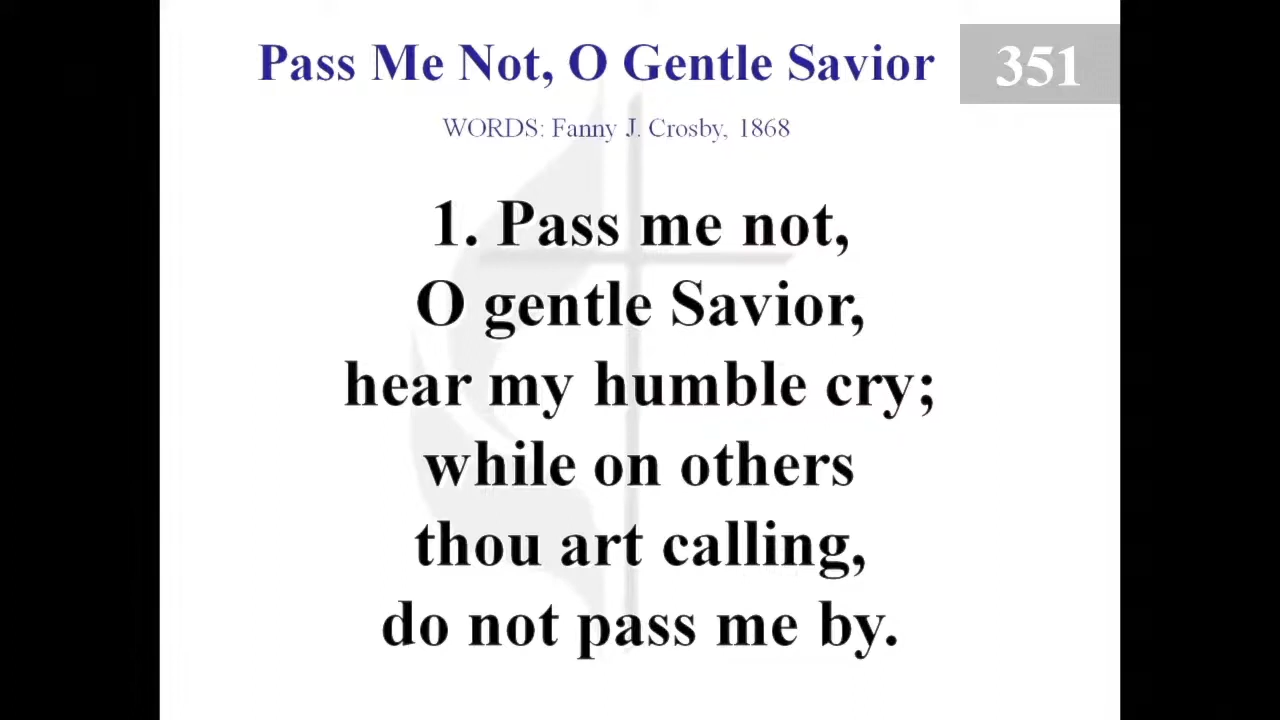 Pass Me Not, O Gentle Savior
351
WORDS: Fanny J. Crosby, 1868
1. Pass me not,
O gentle Savior,
hear my humble cry;
while on others
thou art calling,
do not pass me by.